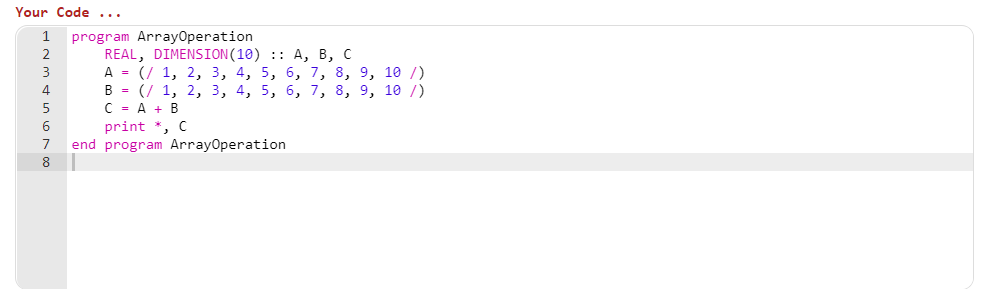 Your Code ...
1 program ArrayOperation
2     REAL, DIMENSION(10) :: A, B, C
3     A = (/ 1, 2, 3, 4, 5, 6, 7, 8, 9, 10 /)
4     B = (/ 1, 2, 3, 4, 5, 6, 7, 8, 9, 10 /)
5     C = A + B
6     print *, C
7 end program ArrayOperation
8